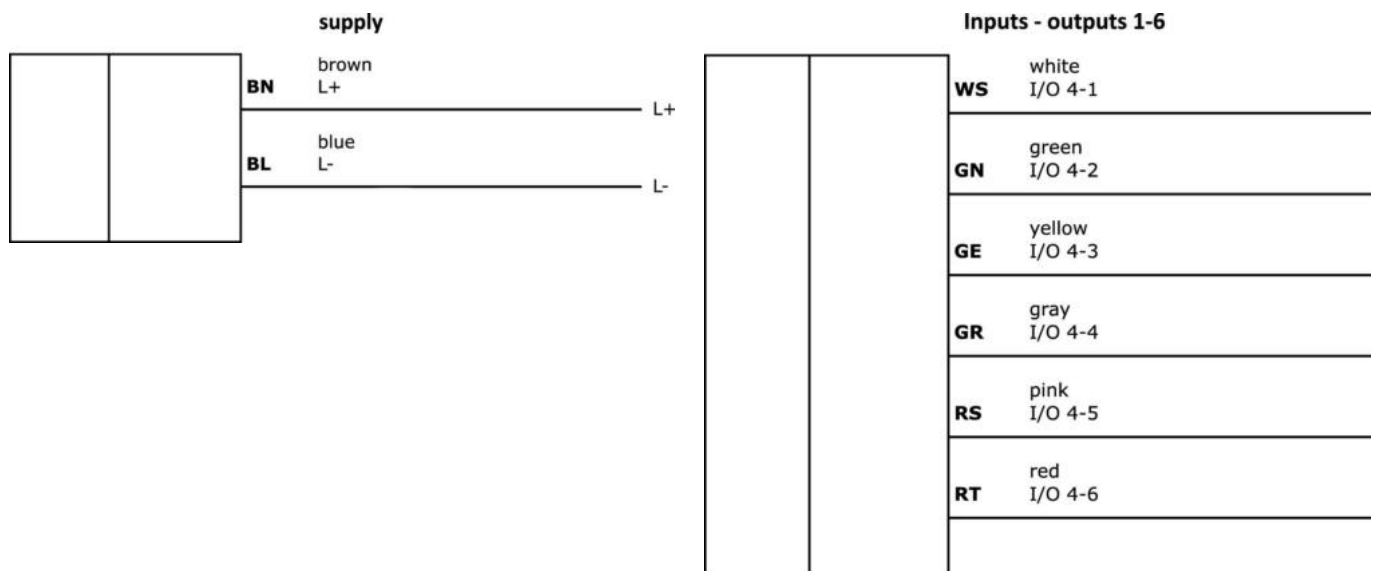 supply
brown
BN L+
L+
blue
BL L-
L-
Inputs - outputs 1-6
white
WS I/O 4-1
green
GN I/O 4-2
yellow
GE I/O 4-3
gray
GR I/O 4-4
pink
RS I/O 4-5
red
RT I/O 4-6